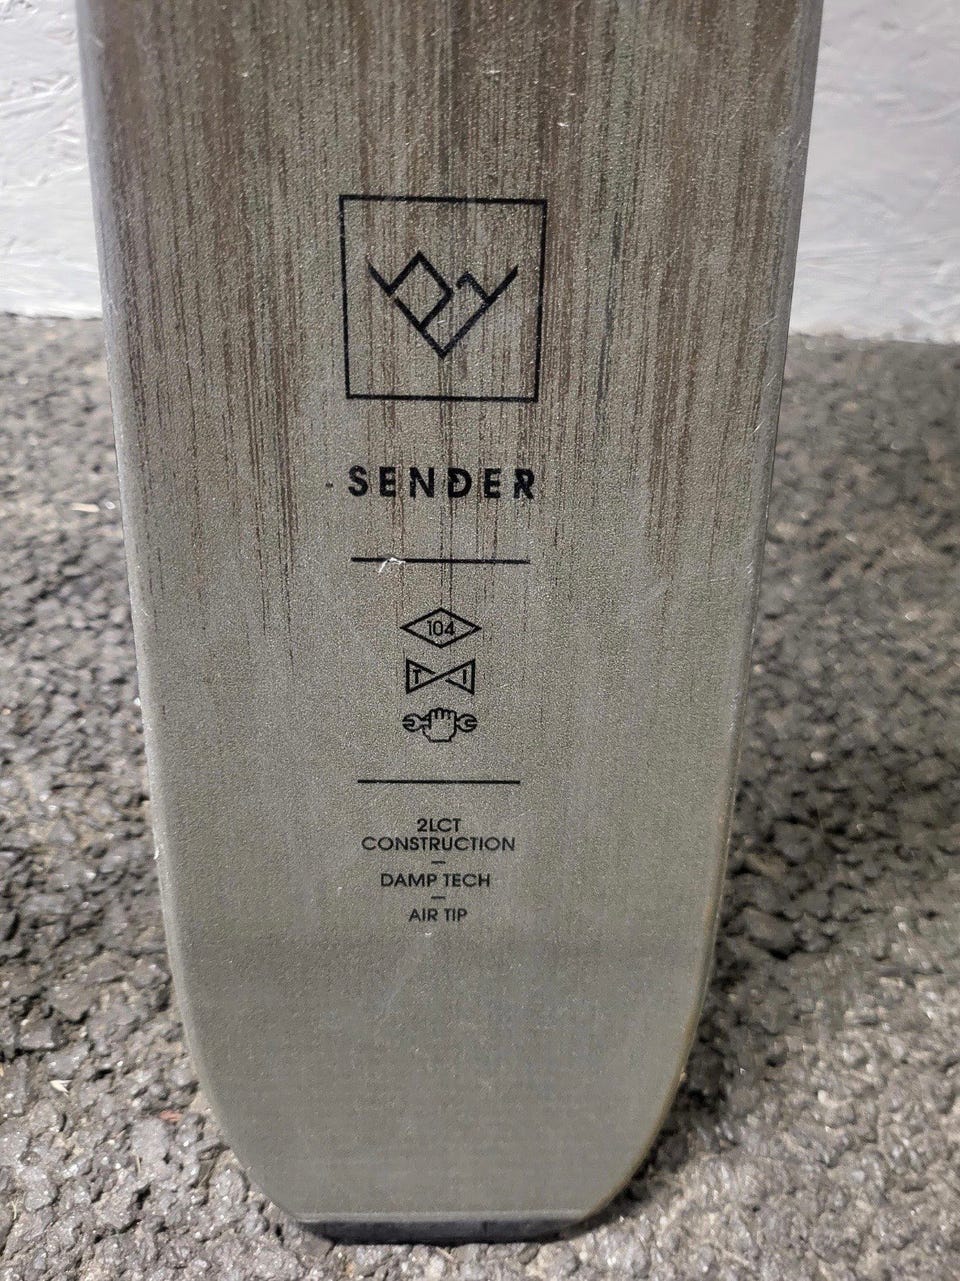 SENDER
104
T I
2LCT
CONSTRUCTION
DAMP TECH
AIR TIP